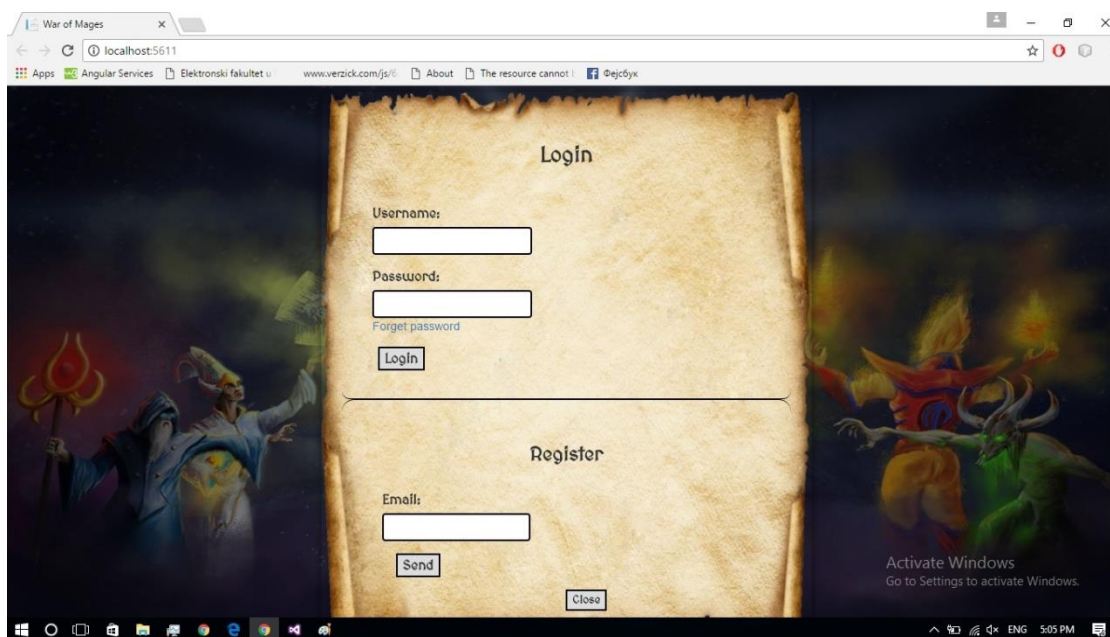 War of Mages
localhost:5611
Apps Angular Services Elektronski fakultet u www.verzick.com/js/6 About The resource cannot Фејсбук
Login
Username:
Password:
Forget password
Login
Register
Email:
Send
Close
Activate Windows
Go to Settings to activate Windows.
ENG 5:05 PM